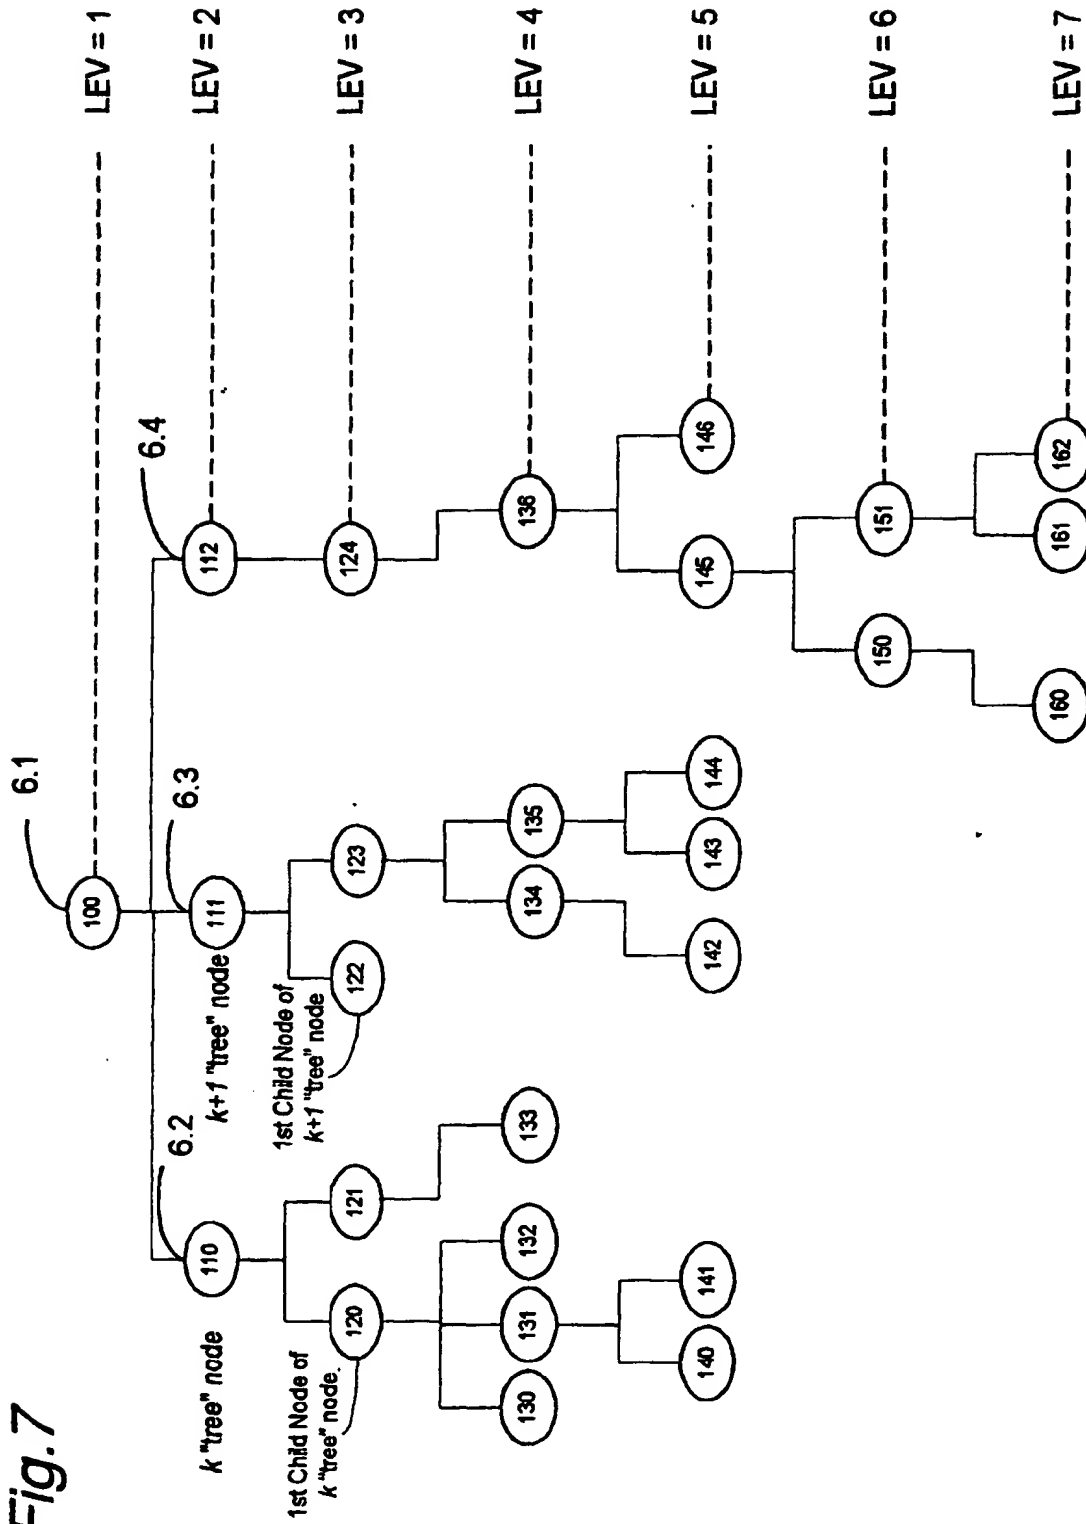 Fig.7
6.1
100
LEV = 1
6.2
6.3
6.4
k "tree" node
110
k+1 "tree" node
111
112
LEV = 2
1st Child Node of
k "tree" node.
120
121
1st Child Node of
k+1 "tree" node
122
123
124
LEV = 3
130
131
132
133
134
135
136
LEV = 4
140
141
142
143
144
145
146
LEV = 5
150
151
LEV = 6
160
161
162
LEV = 7